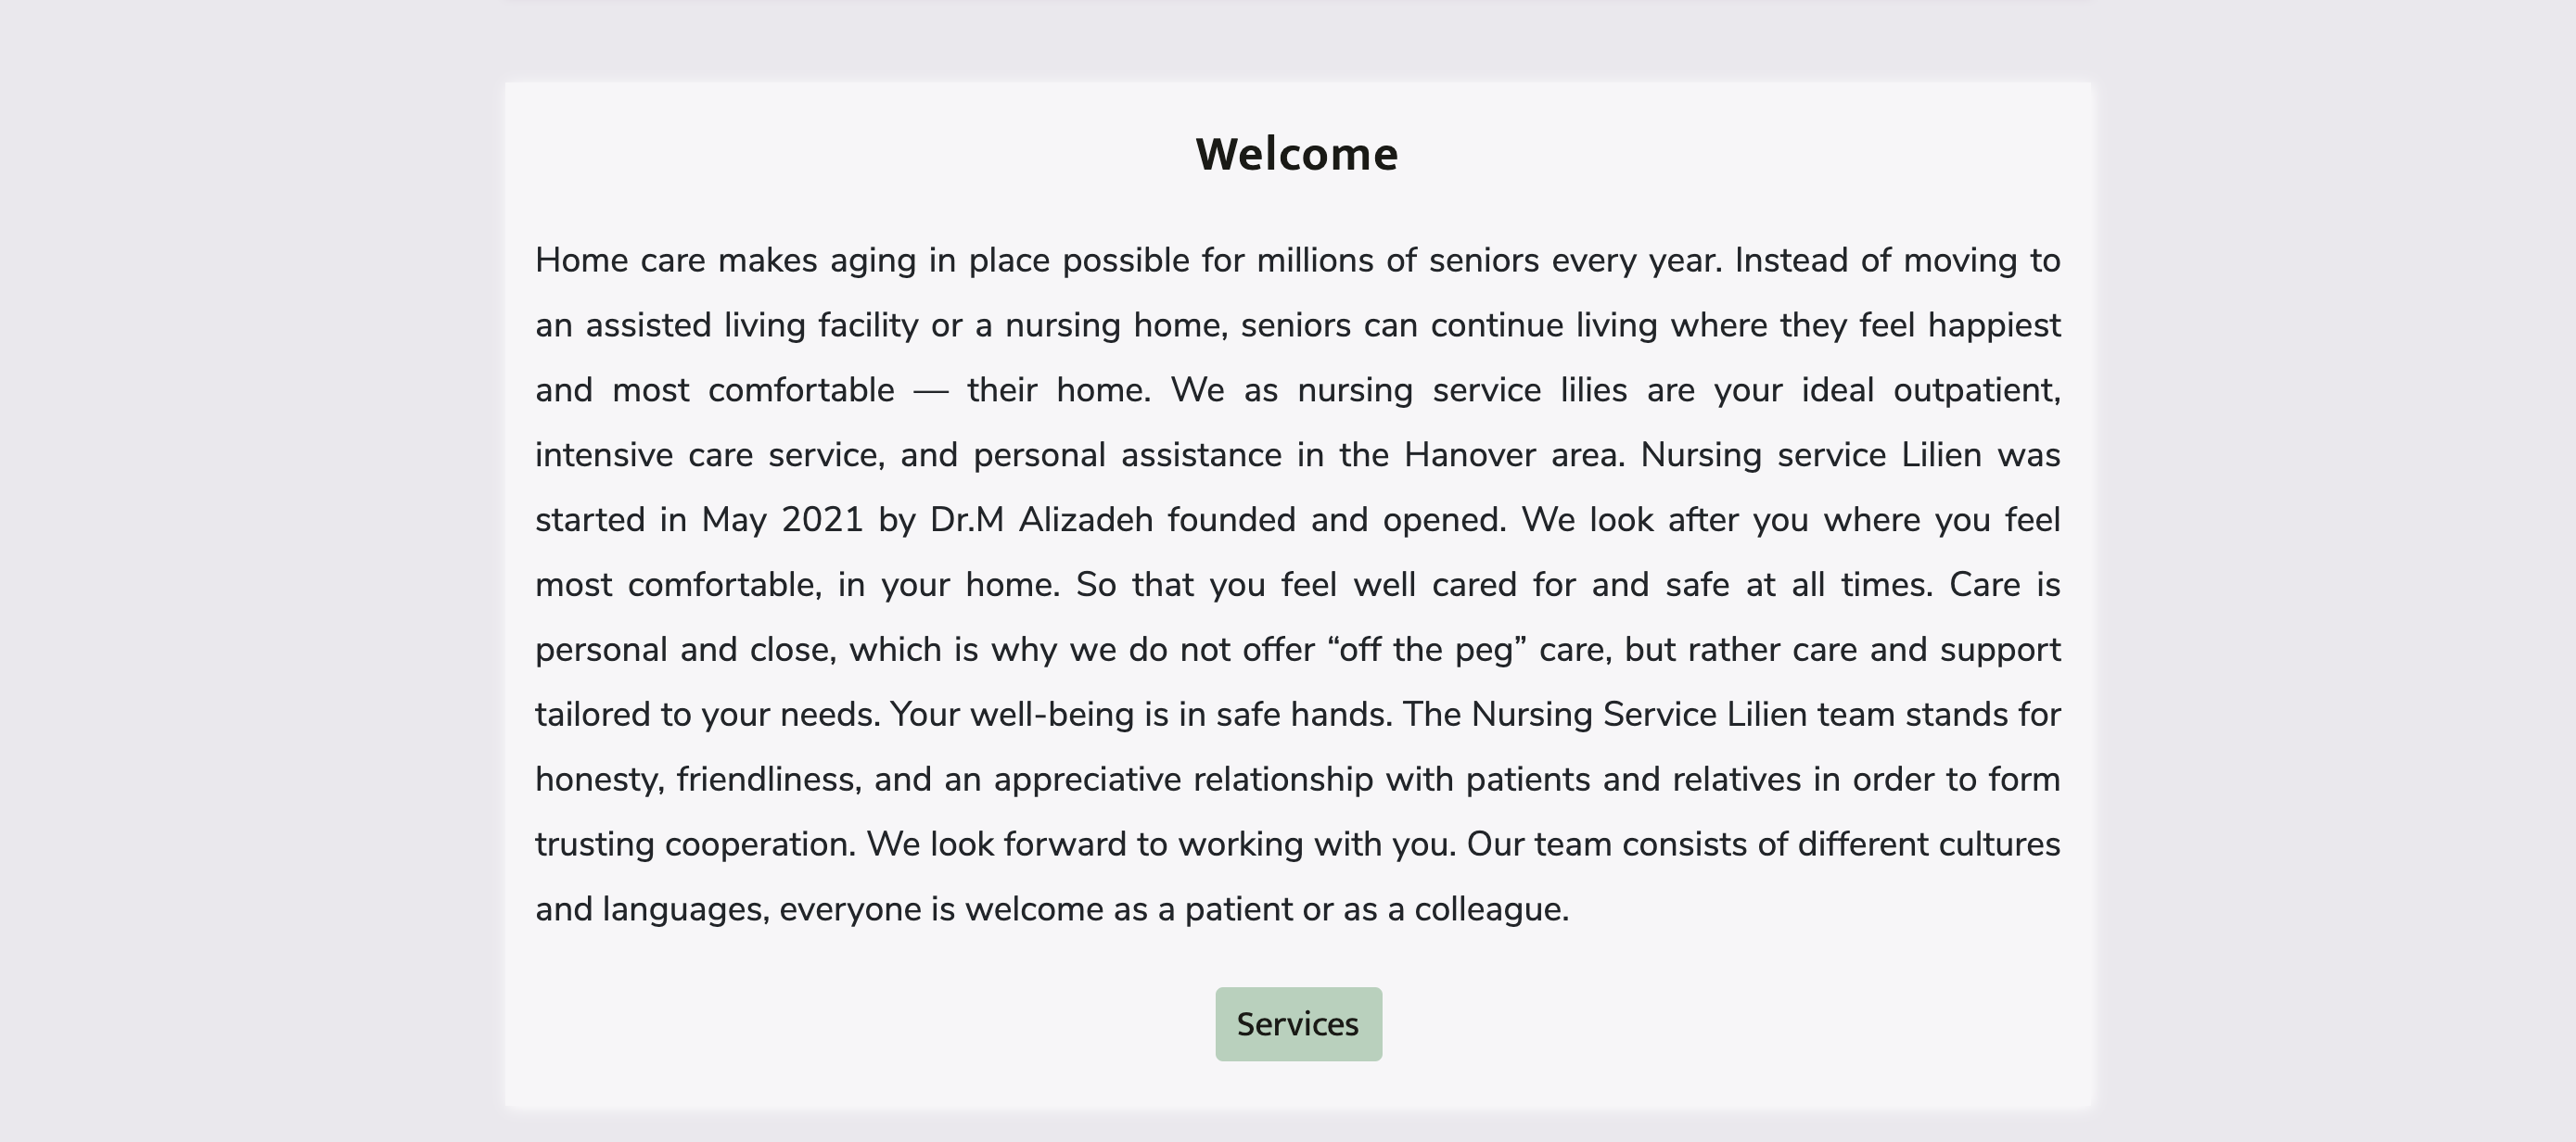 Welcome
Home care makes aging in place possible for millions of seniors every year. Instead of moving to
an assisted living facility or a nursing home, seniors can continue living where they feel happiest
and most comfortable — their home. We as nursing service lilies are your ideal outpatient,
intensive care service, and personal assistance in the Hanover area. Nursing service Lilien was
started in May 2021 by Dr.M Alizadeh founded and opened. We look after you where you feel
most comfortable, in your home. So that you feel well cared for and safe at all times. Care is
personal and close, which is why we do not offer “off the peg” care, but rather care and support
tailored to your needs. Your well-being is in safe hands. The Nursing Service Lilien team stands for
honesty, friendliness, and an appreciative relationship with patients and relatives in order to form
trusting cooperation. We look forward to working with you. Our team consists of different cultures
and languages, everyone is welcome as a patient or as a colleague.
Services